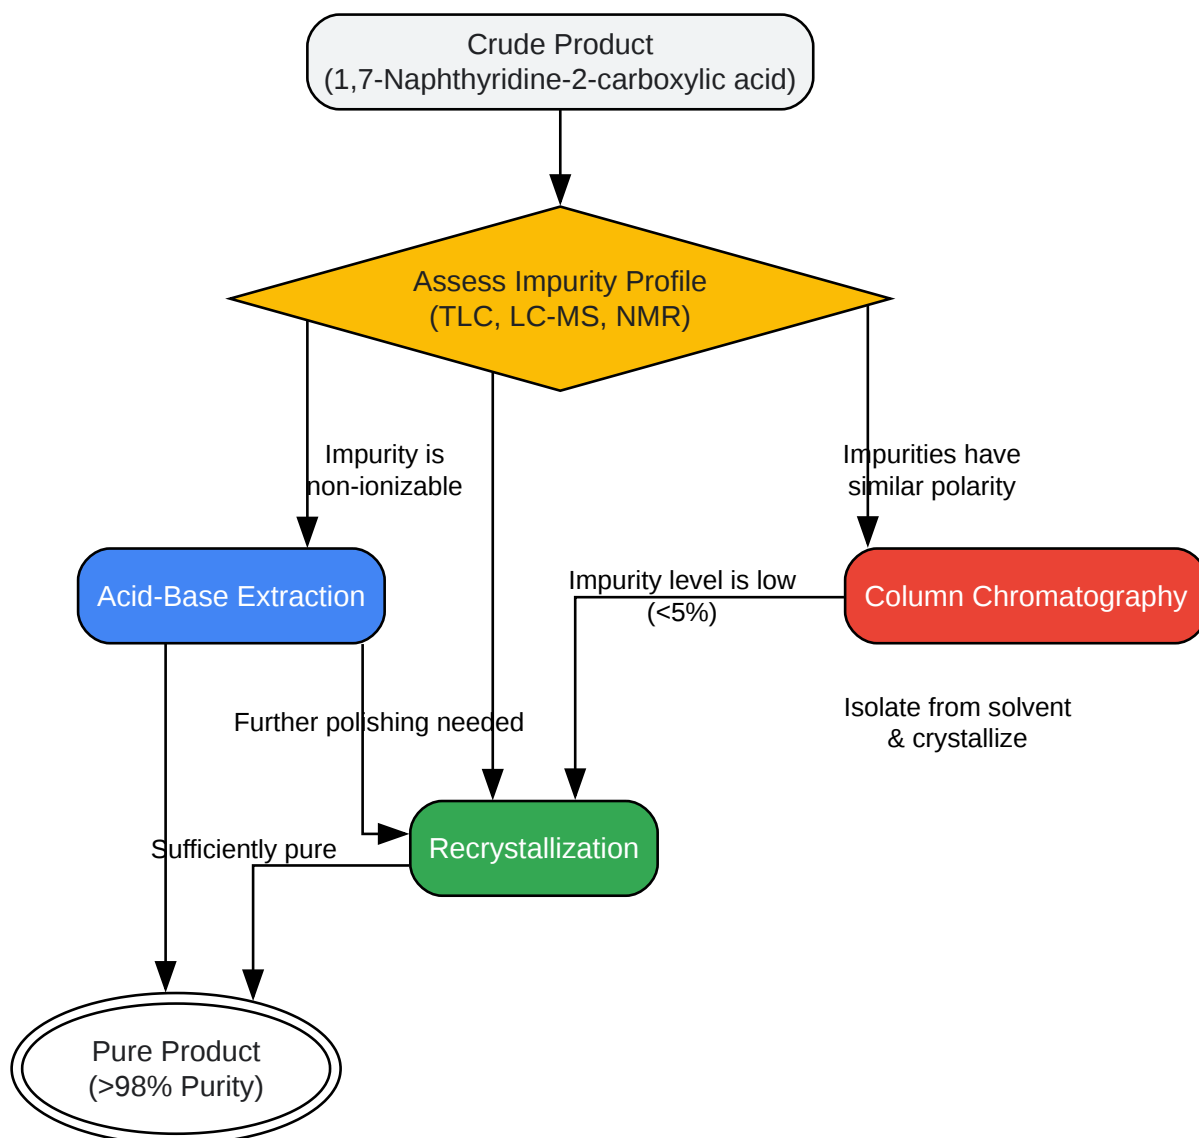 Crude Product
(1,7-Naphthyridine-2-carboxylic acid)
Assess Impurity Profile
(TLC, LC-MS, NMR)
Impurity is
non-ionizable
Impurities have
similar polarity
Acid-Base Extraction
Impurity level is low
(<5%)
Column Chromatography
Further polishing needed
Isolate from solvent
& crystallize
Sufficiently pure
Recrystallization
Pure Product
(>98% Purity)